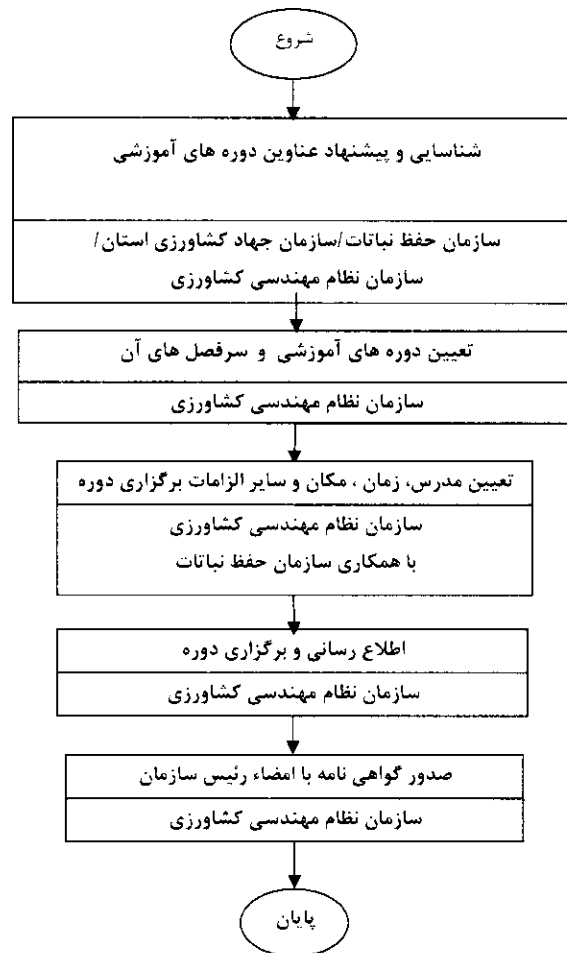 شروع
شناسایی و پیشنهاد عناوین دوره های آموزشی
سازمان حفظ نباتات/سازمان جهاد کشاورزی استان/
سازمان نظام مهندسی کشاورزی
تعیین دوره های آموزشی و سرفصل های آن
سازمان نظام مهندسی کشاورزی
تعیین مدرس، زمان ، مکان و سایر الزامات برگزاری دوره
سازمان نظام مهندسی کشاورزی
با همکاری سازمان حفظ نباتات
اطلاع رسانی و برگزاری دوره
سازمان نظام مهندسی کشاورزی
صدور گواهی نامه با امضاء رئیس سازمان
سازمان نظام مهندسی کشاورزی
پایان